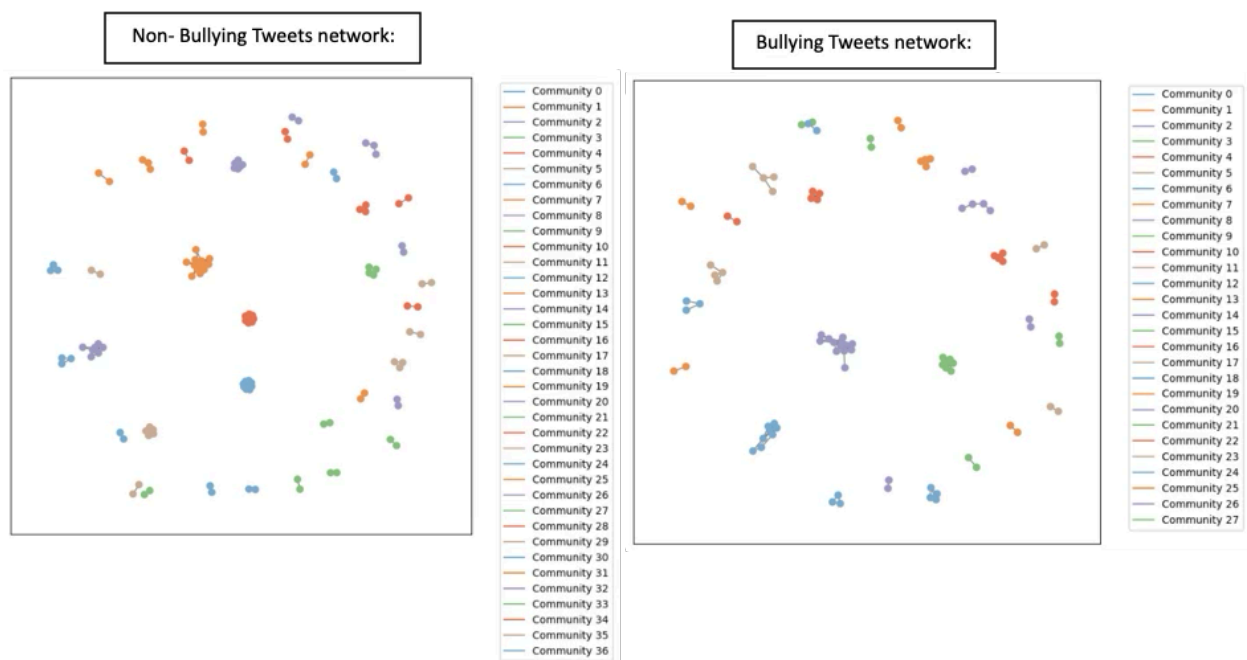 Non- Bullying Tweets network:
Community 0
Community 1
Community 2
Community 3
Community 4
Community 5
Community 6
Community 7
Community 8
Community 9
Community 10
Community 11
Community 12
Community 13
Community 14
Community 15
Community 16
Community 17
Community 18
Community 19
Community 20
Community 21
Community 22
Community 23
Community 24
Community 25
Community 26
Community 27
Community 28
Community 29
Community 30
Community 31
Community 32
Community 33
Community 34
Community 35
Community 36
Bullying Tweets network:
Community 0
Community 1
Community 2
Community 3
Community 4
Community 5
Community 6
Community 7
Community 8
Community 9
Community 10
Community 11
Community 12
Community 13
Community 14
Community 15
Community 16
Community 17
Community 18
Community 19
Community 20
Community 21
Community 22
Community 23
Community 24
Community 25
Community 26
Community 27